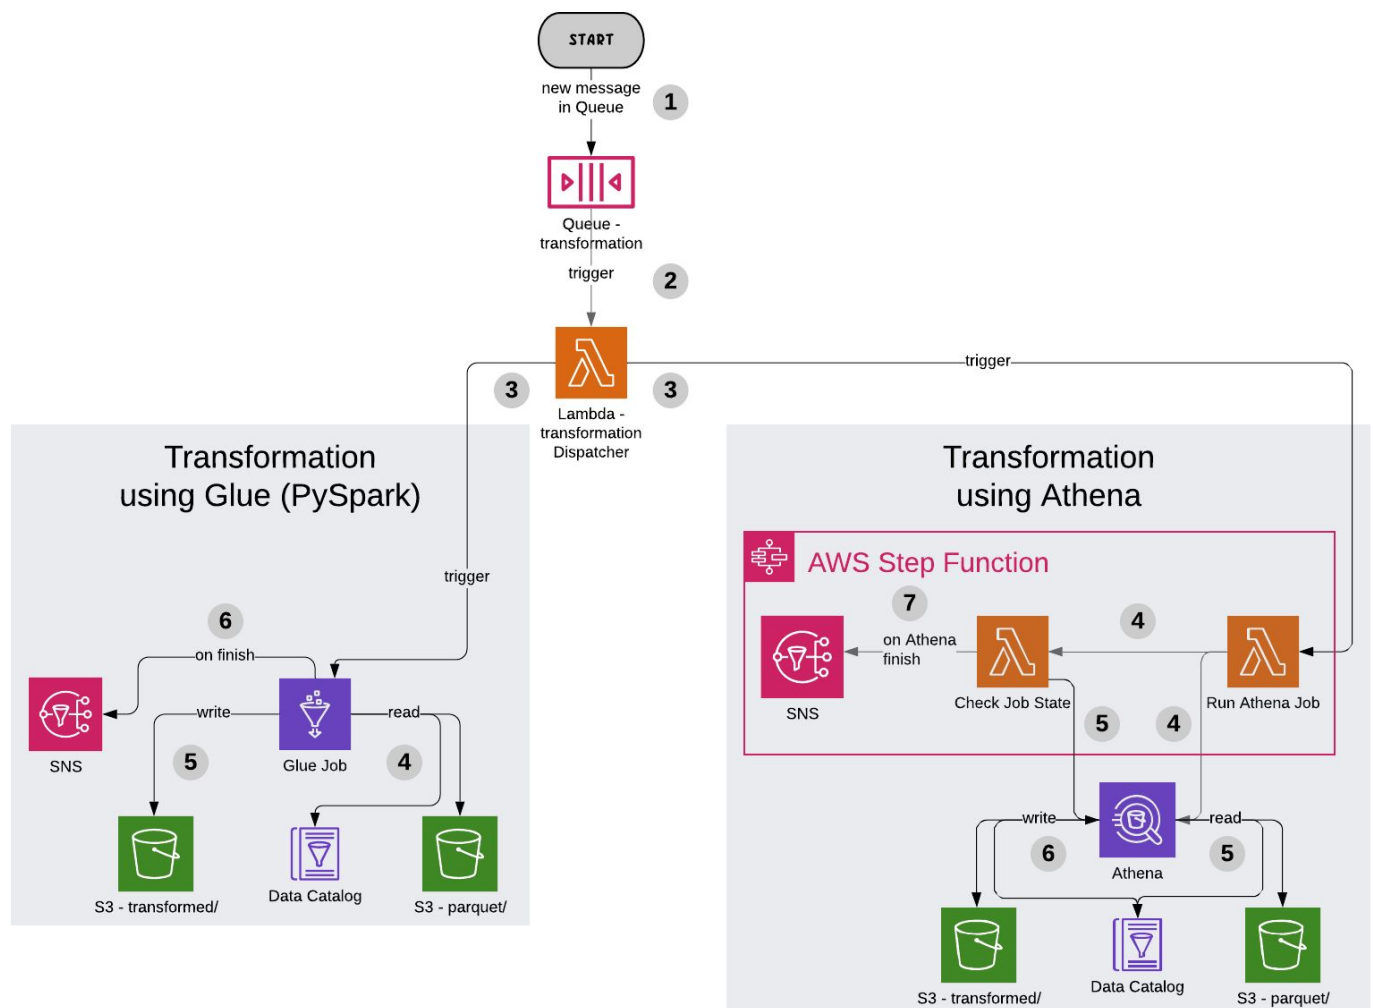 START
new message
in Queue
1
Queue -
transformation
trigger
2
trigger
3
3
Lambda -
transformation
Dispatcher
Transformation
using Glue (PySpark)
trigger
6
on finish
write
read
SNS
5
Glue Job
4
S3 - transformed/
Data Catalog
S3 - parquet/
Transformation
using Athena
AWS Step Function
7
4
on Athena
finish
SNS
Check Job State
Run Athena Job
5
4
write
read
6
5
Athena
S3 - transformed/
Data Catalog
S3 - parquet/